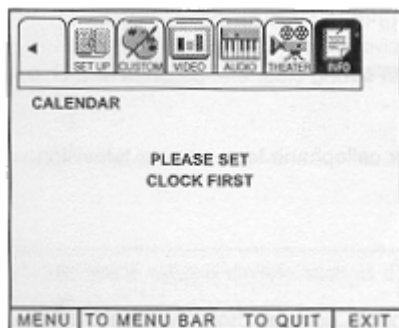 SET UP CUSTOM VIDEO AUDIO THEATER INFO
CALENDAR
PLEASE SET
CLOCK FIRST
MENU TO MENU BAR TO QUIT EXIT